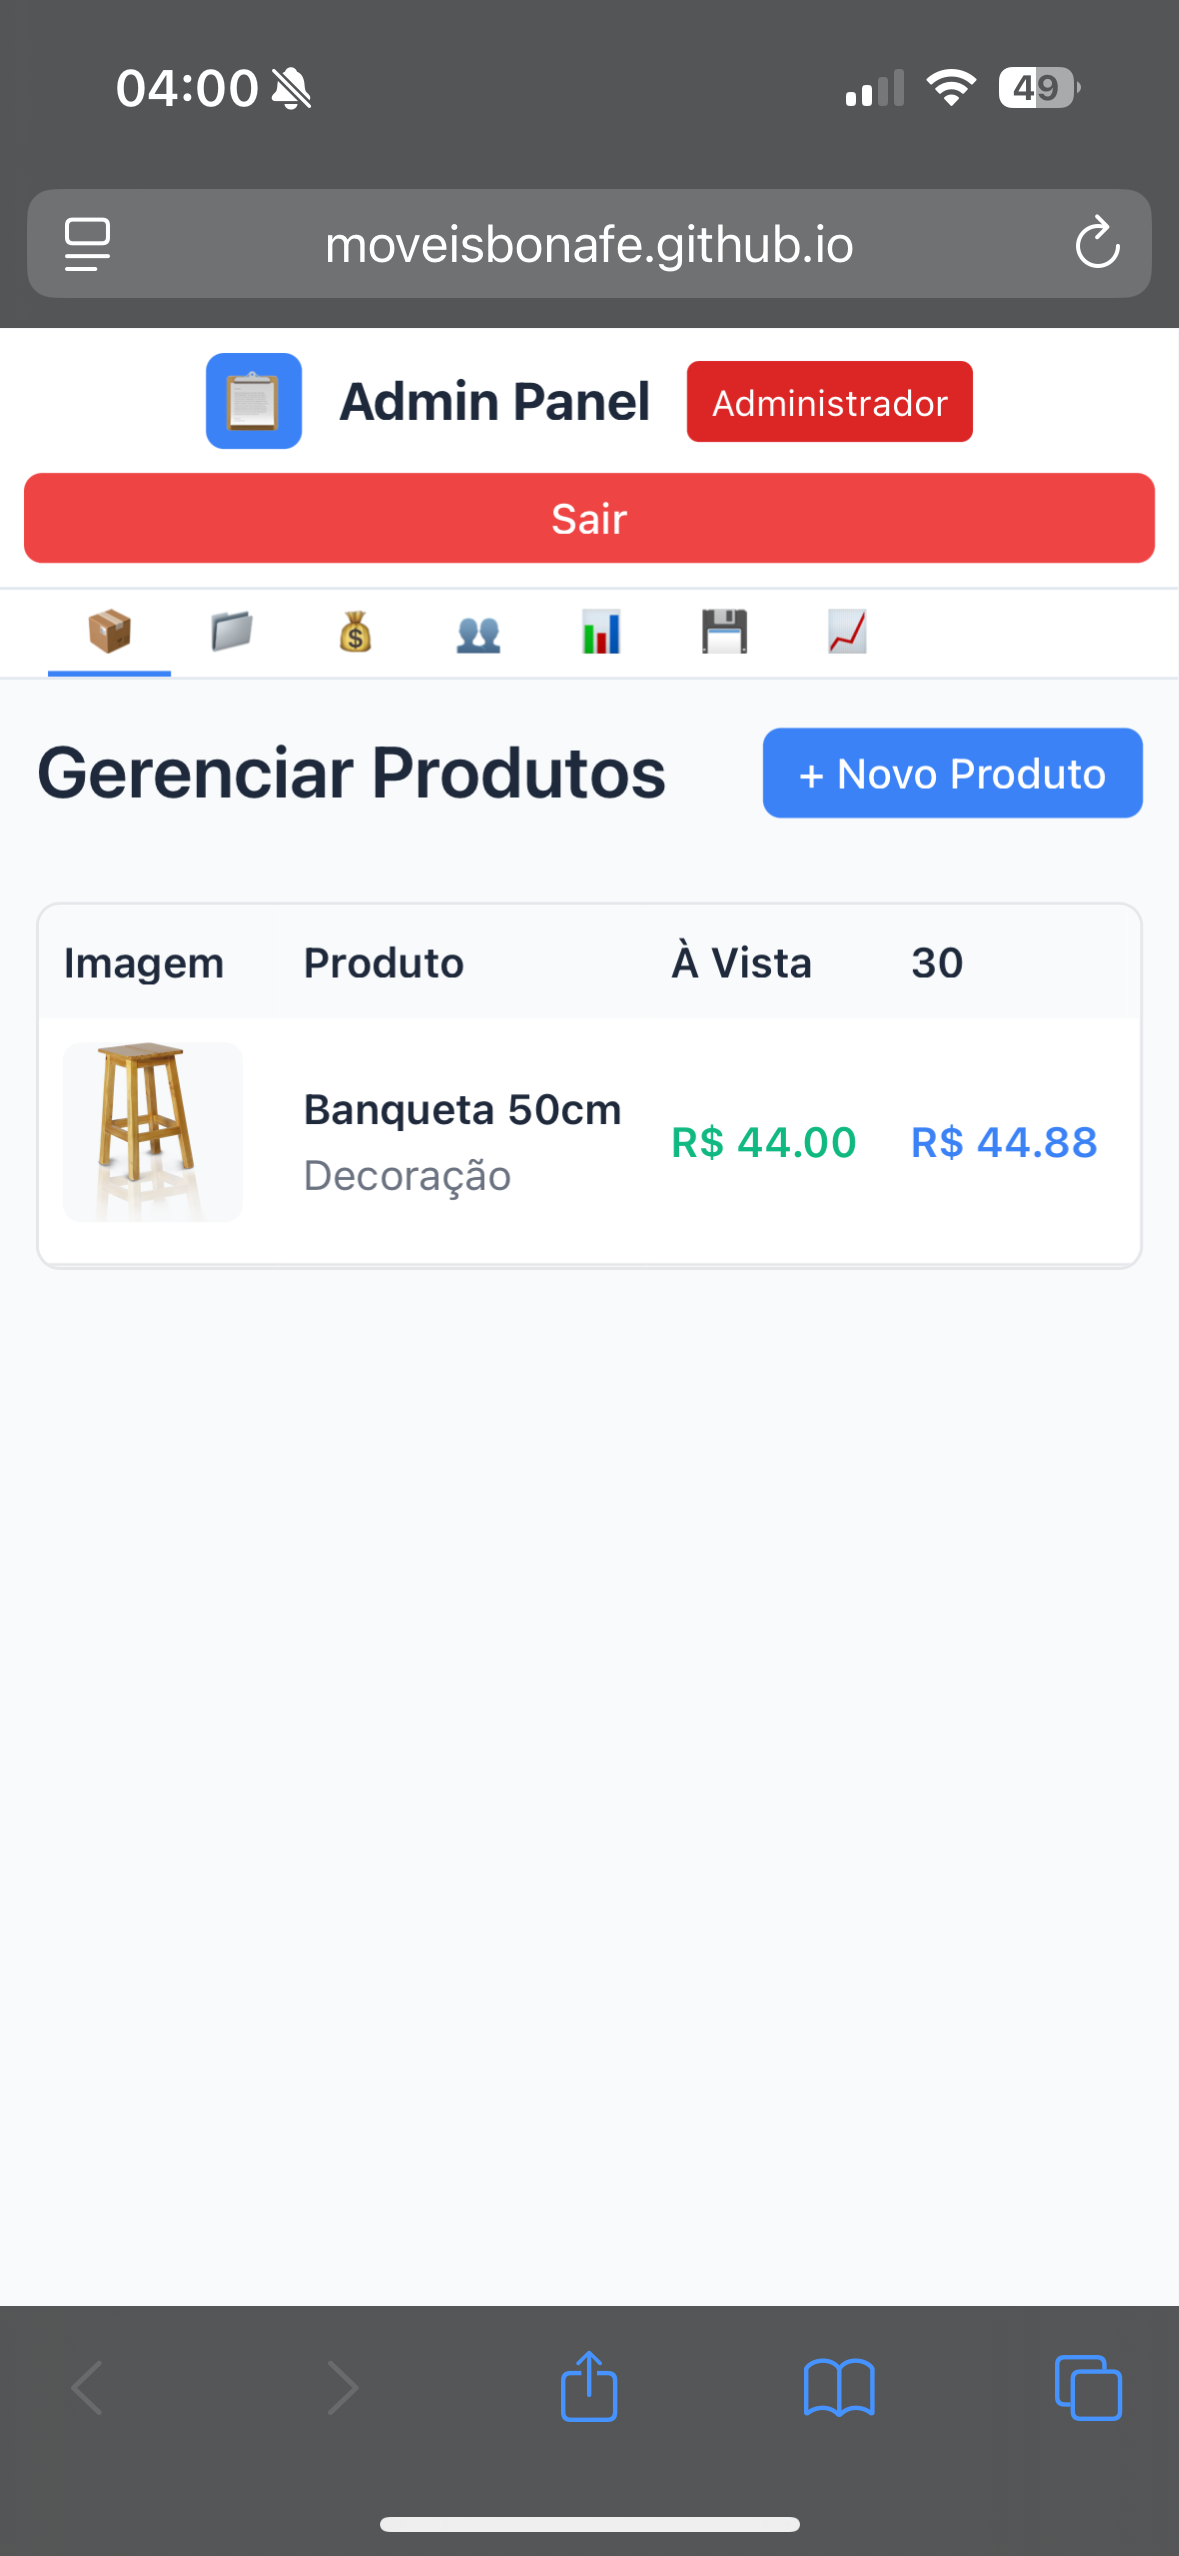 04:00
49
moveisbonafe.github.io
Admin Panel
Administrador
Sair
Gerenciar Produtos
+ Novo Produto
Imagem Produto À Vista 30
Banqueta 50cm
Decoração
R$ 44.00 R$ 44.88